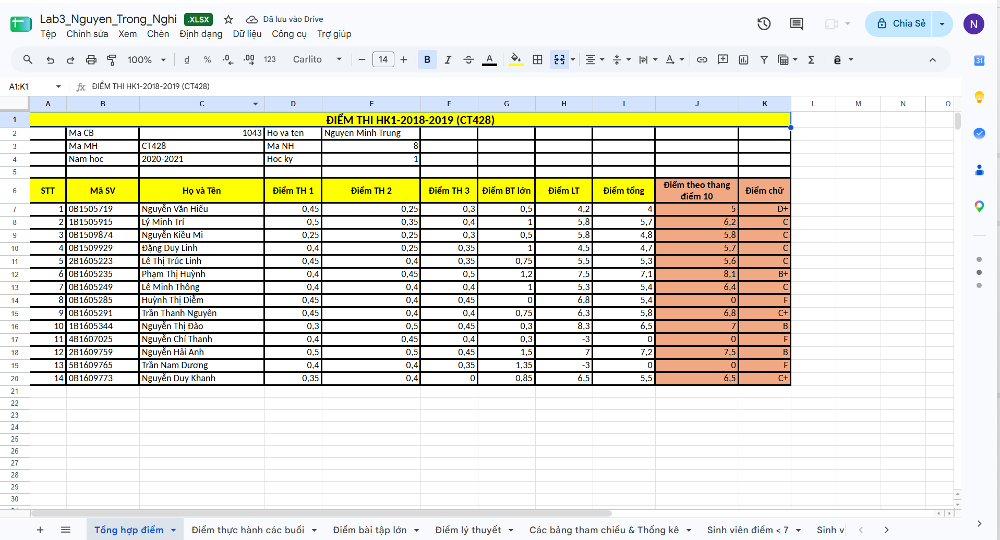 Lab3_Nguyen_Trong_Nghi .XLSX Đã lưu vào Drive
Tệp Chỉnh sửa Xem Chèn Định dạng Dữ liệu Công cụ Trợ giúp
Chia Sẻ
N
100% đ % .0 .00 123 Carlito 14 B I A A Σ ê
31
A1:K1 fx ĐIỂM THI HK1-2018-2019 (CT428)
A B C D E F G H I J K L M N O
1 ĐIỂM THI HK1-2018-2019 (CT428)
2 Ma CB 1043 Ho va ten Nguyen Minh Trung
3 Ma MH CT428 Ma NH 8
4 Nam hoc 2020-2021 Hoc ky 1
5
6 STT Mã SV Họ và Tên Điểm TH 1 Điểm TH 2 Điểm TH 3 Điểm BT lớn Điểm LT Điểm tổng Điểm theo thang điểm 10 Điểm chữ
7 1 0B1505719 Nguyễn Văn Hiếu 0,45 0,25 0,3 0,5 4,2 4 5 D+
8 2 1B1505915 Lý Minh Trí 0,5 0,35 0,4 1 5,8 5,7 6,2 C
9 3 0B1509874 Nguyễn Kiều Mi 0,25 0,25 0,3 0,5 5,8 4,8 5,8 C
10 4 0B1509929 Đặng Duy Linh 0,4 0,25 0,35 1 4,5 4,7 5,7 C
11 5 2B1605223 Lê Thị Trúc Linh 0,45 0,4 0,35 0,75 5,5 5,3 5,6 C
12 6 0B1605235 Phạm Thị Huỳnh 0,4 0,45 0,5 1,2 7,5 7,1 8,1 B+
13 7 0B1605249 Lê Minh Thông 0,4 0,4 0,4 1 5,3 5,4 6,4 C
14 8 0B1605285 Huỳnh Thị Diễm 0,45 0,4 0,45 0 6,8 5,4 0 F
15 9 0B1605291 Trần Thanh Nguyên 0,45 0,4 0,4 0,75 6,3 5,8 6,8 C+
16 10 1B1605344 Nguyễn Thị Đào 0,3 0,5 0,45 0,3 8,3 6,5 7 B
17 11 4B1607025 Nguyễn Chí Thanh 0,4 0,45 0,4 0,3 -3 0 0 F
18 12 2B1609759 Nguyễn Hải Anh 0,5 0,5 0,45 1,5 7 7,2 7,5 B
19 13 5B1609765 Trần Nam Dương 0,4 0,4 0,35 1,35 -3 0 0 F
20 14 0B1609773 Nguyễn Duy Khanh 0,35 0,4 0 0,85 6,5 5,5 6,5 C+
21
22
23
24
25
26
27
28
29
30
Tổng hợp điểm Điểm thực hành các buổi Điểm bài tập lớn Điểm lý thuyết Các bảng tham chiếu & Thống kê Sinh viên điểm < 7 Sinh v